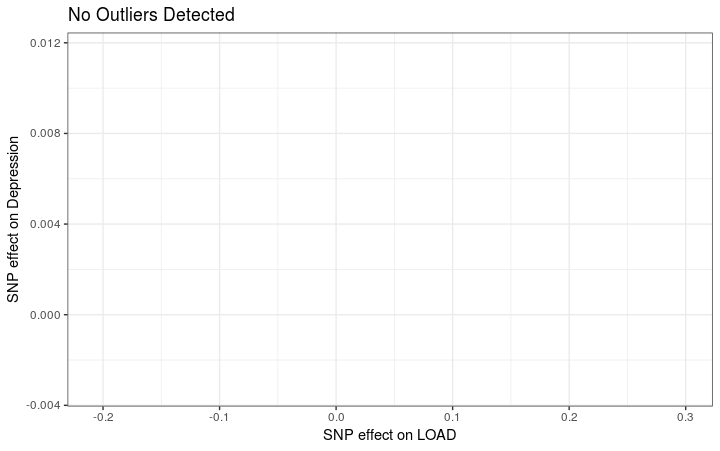 No Outliers Detected
SNP effect on Depression
0.012
0.008
0.004
0.000
-0.004
-0.2 -0.1 0.0 0.1 0.2 0.3
SNP effect on LOAD